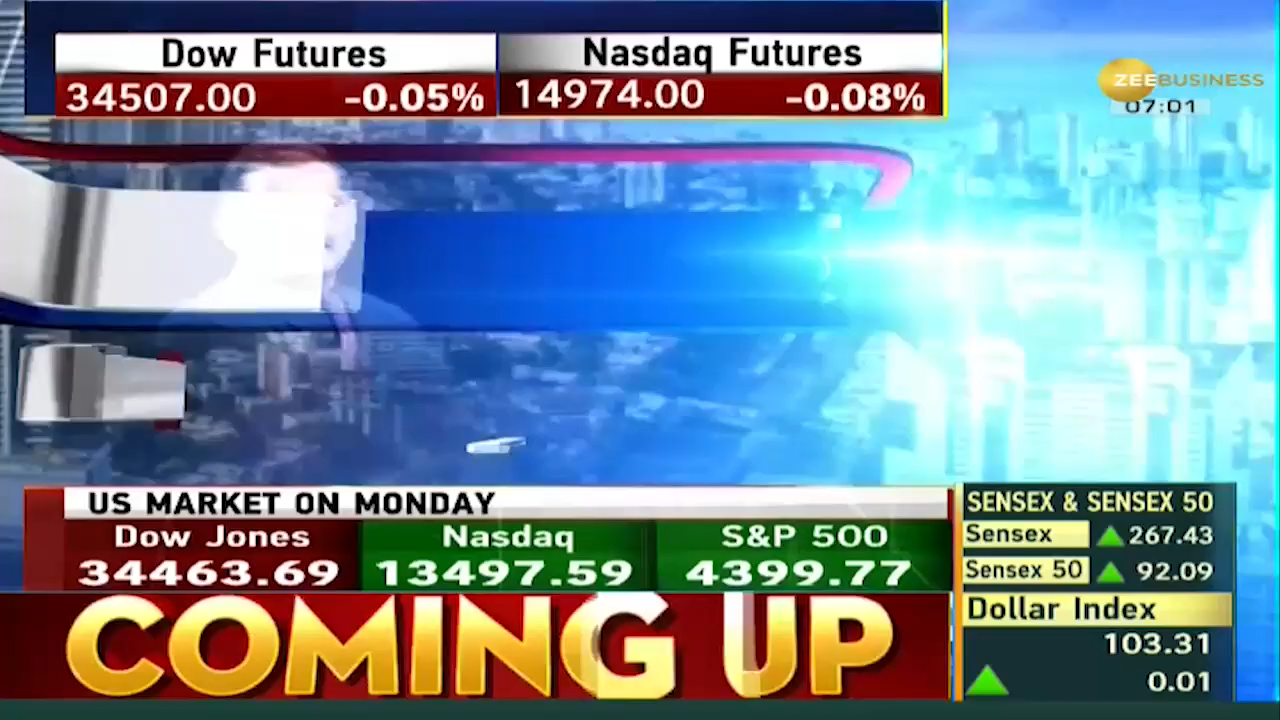 Dow Futures
34507.00 -0.05%
Nasdaq Futures
14974.00 -0.08%
ZEEBUSINESS
07:01
US MARKET ON MONDAY
Dow Jones
34463.69
Nasdaq
13497.59
S&P 500
4399.77
COMING UP
SENSEX & SENSEX 50
Sensex ▲ 267.43
Sensex 50 ▲ 92.09
Dollar Index
103.31
▲ 0.01